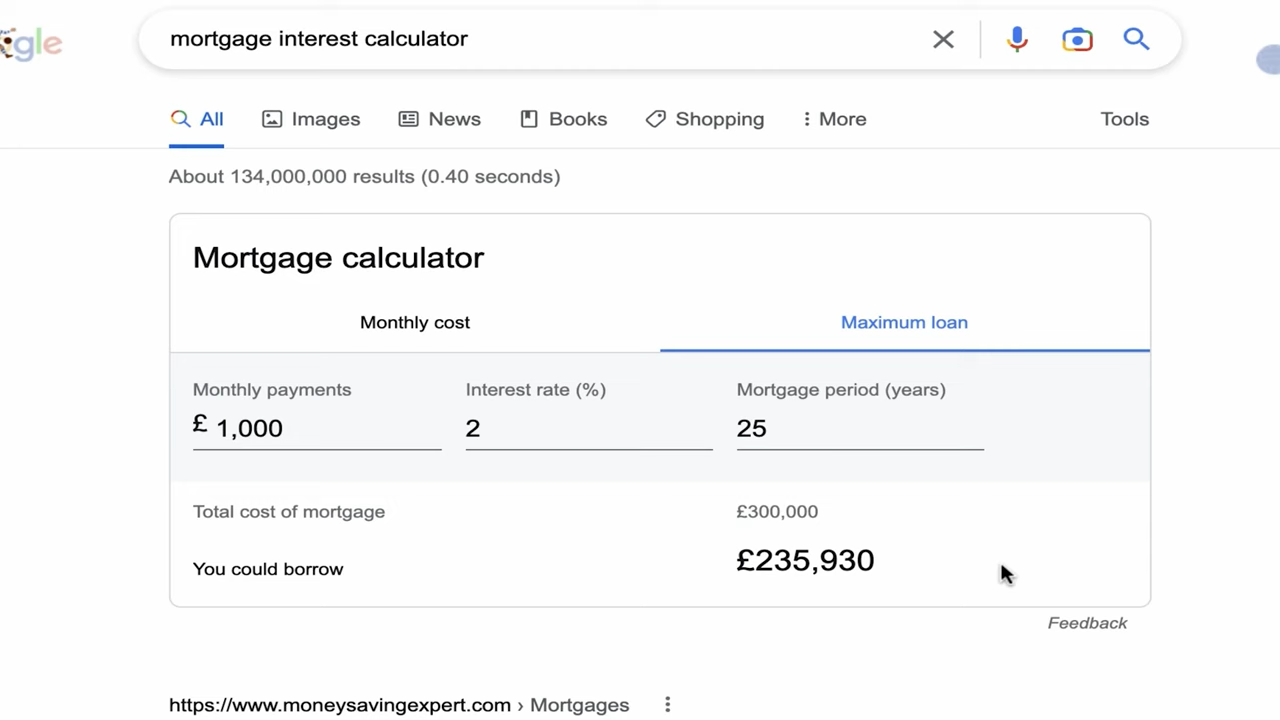 gle
mortgage interest calculator
All Images News Books Shopping More Tools
About 134,000,000 results (0.40 seconds)
Mortgage calculator
Monthly cost Maximum loan
Monthly payments Interest rate (%) Mortgage period (years)
£ 1,000 2 25
Total cost of mortgage £300,000
You could borrow £235,930
Feedback
https://www.moneysavingexpert.com › Mortgages